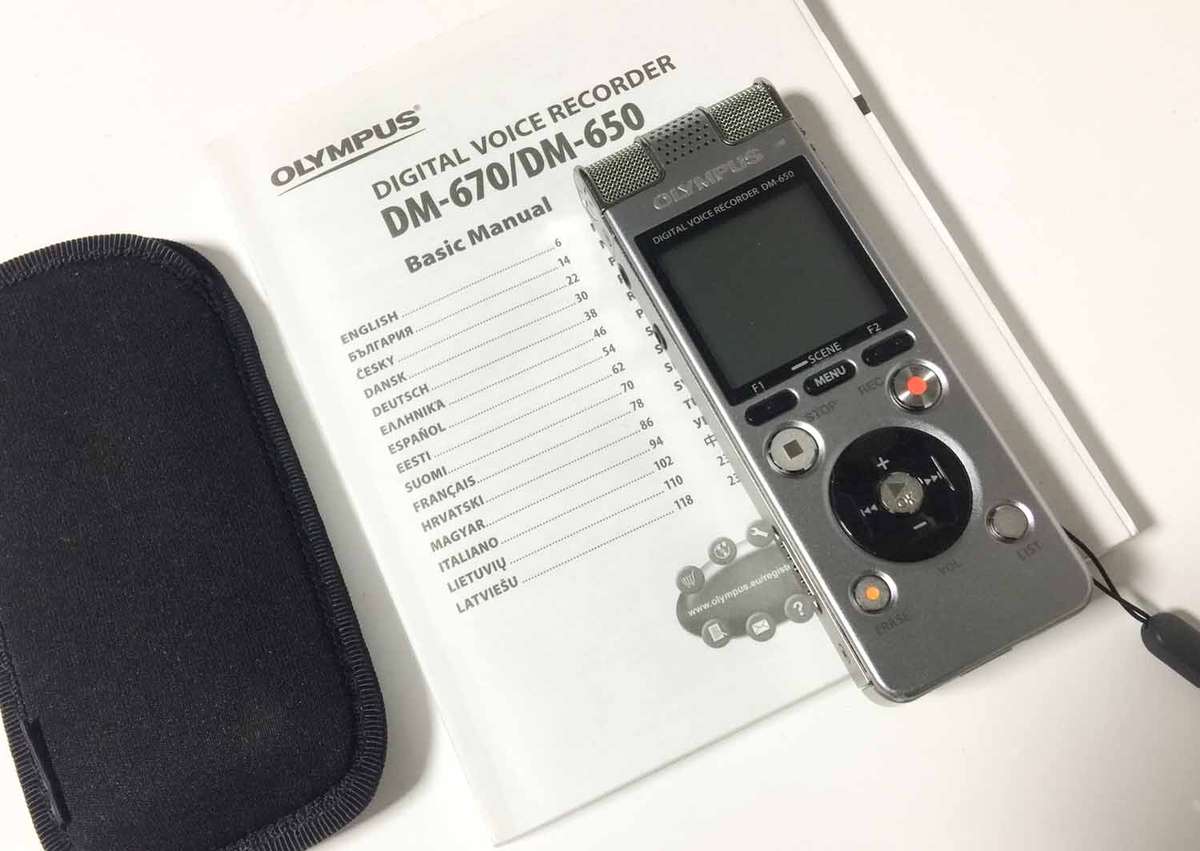 OLYMPUS®
DIGITAL VOICE RECORDER
DM-670/DM-650
Basic Manual
ENGLISH 6
БЪЛГАРИЯ 14
ČESKY 22
DANSK 30
DEUTSCH 38
ΕΛΛΗΝΙΚΆ 46
ESPAÑOL 54
EESTI 62
SUOMI 70
FRANÇAIS 78
HRVATSKI 86
MAGYAR 94
ITALIANO 102
LIETUVIŲ 110
LATVIEŠU 118
www.olympus.eu/regist
?
OLYMPUS
DIGITAL VOICE RECORDER DM-650
F1 SCENE F2
MENU
STOP REC
+
OK
–
VOL LIST
ERASE